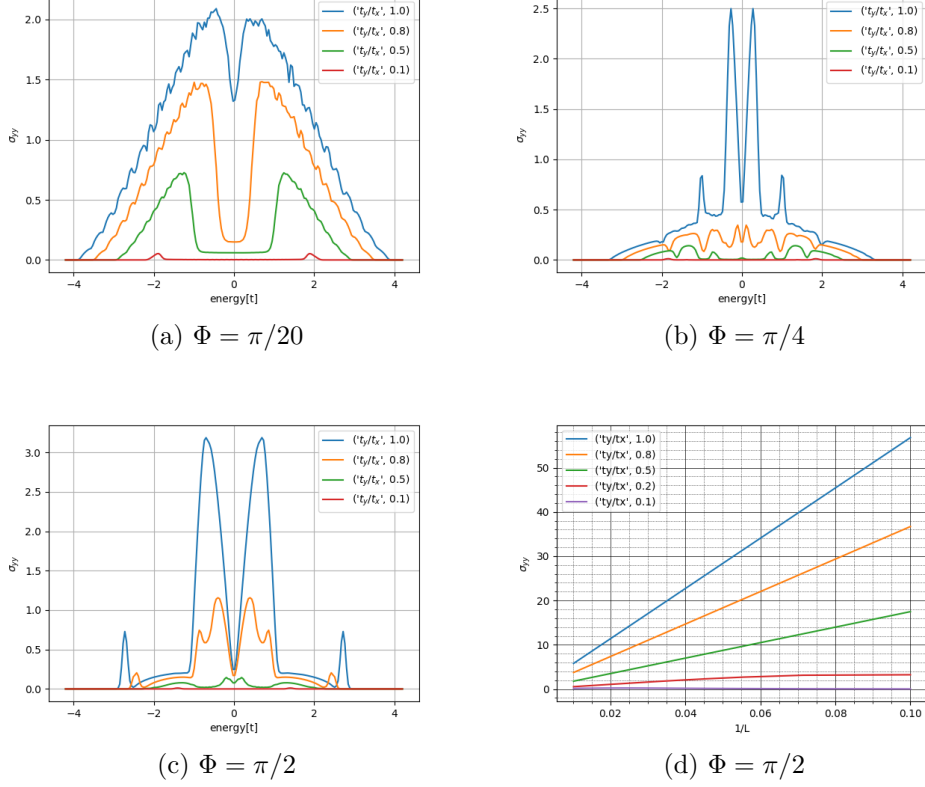 2.0
1.5
1.0
0.5
0.0
σyy
−4
−2
0
2
4
energy[t]
('ty/tx', 1.0)
('ty/tx', 0.8)
('ty/tx', 0.5)
('ty/tx', 0.1)
(a) Φ = π/20
2.5
2.0
1.5
1.0
0.5
0.0
σyy
−4
−2
0
2
4
energy[t]
('ty/tx', 1.0)
('ty/tx', 0.8)
('ty/tx', 0.5)
('ty/tx', 0.1)
(b) Φ = π/4
3.0
2.5
2.0
1.5
1.0
0.5
0.0
σyy
−4
−2
0
2
4
energy[t]
('ty/tx', 1.0)
('ty/tx', 0.8)
('ty/tx', 0.5)
('ty/tx', 0.1)
(c) Φ = π/2
50
40
30
20
10
0
σyy
0.02
0.04
0.06
0.08
0.10
1/L
('ty/tx', 1.0)
('ty/tx', 0.8)
('ty/tx', 0.5)
('ty/tx', 0.2)
('ty/tx', 0.1)
(d) Φ = π/2